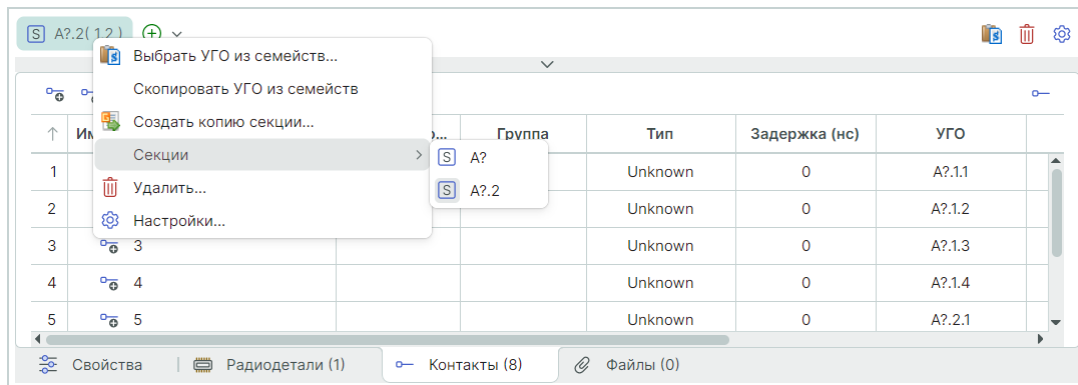 S A?.2( 1 2 )
Выбрать УГО из семейств...
Скопировать УГО из семейств
Создать копию секции...
Секции
S A?
S A?.2
Удалить...
Настройки...
Группа Тип Задержка (нс) УГО
1 Unknown 0 A?.1.1
2 Unknown 0 A?.1.2
3 3 Unknown 0 A?.1.3
4 4 Unknown 0 A?.1.4
5 5 Unknown 0 A?.2.1
Свойства Радиодетали (1) Контакты (8) Файлы (0)